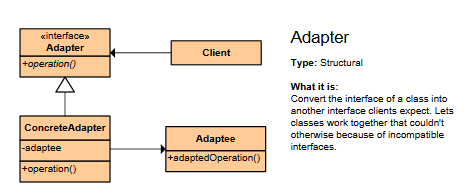 «interface»
Adapter
+operation()
Client
ConcreteAdapter
-adaptee
+operation()
Adaptee
+adaptedOperation()
Adapter
Type: Structural
What it is:
Convert the interface of a class into
another interface clients expect. Lets
classes work together that couldn't
otherwise because of incompatible
interfaces.